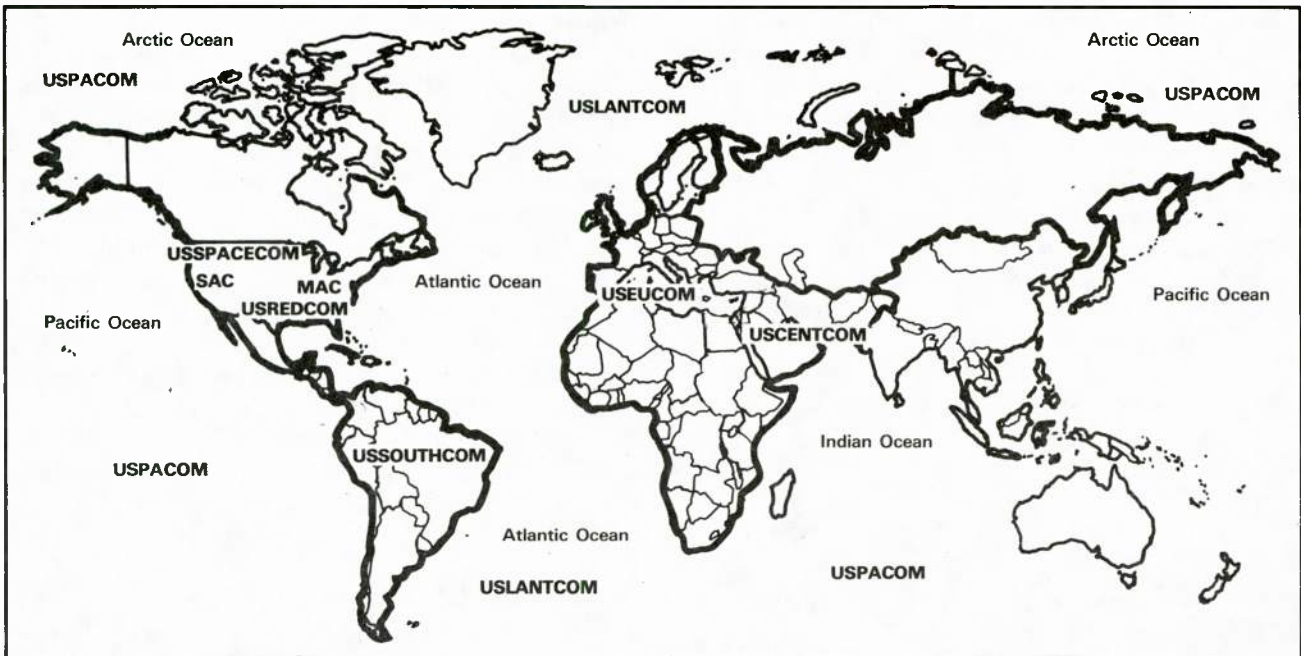 Arctic Ocean
Arctic Ocean
USPACOM
USPACOM
USLANTCOM
USSPACECOM
SAC
MAC
Atlantic Ocean
USEUCOM
Pacific Ocean
USREDCOM
Pacific Ocean
USCENTCOM
Indian Ocean
USSOUTHCOM
USPACOM
Atlantic Ocean
USPACOM
USLANTCOM